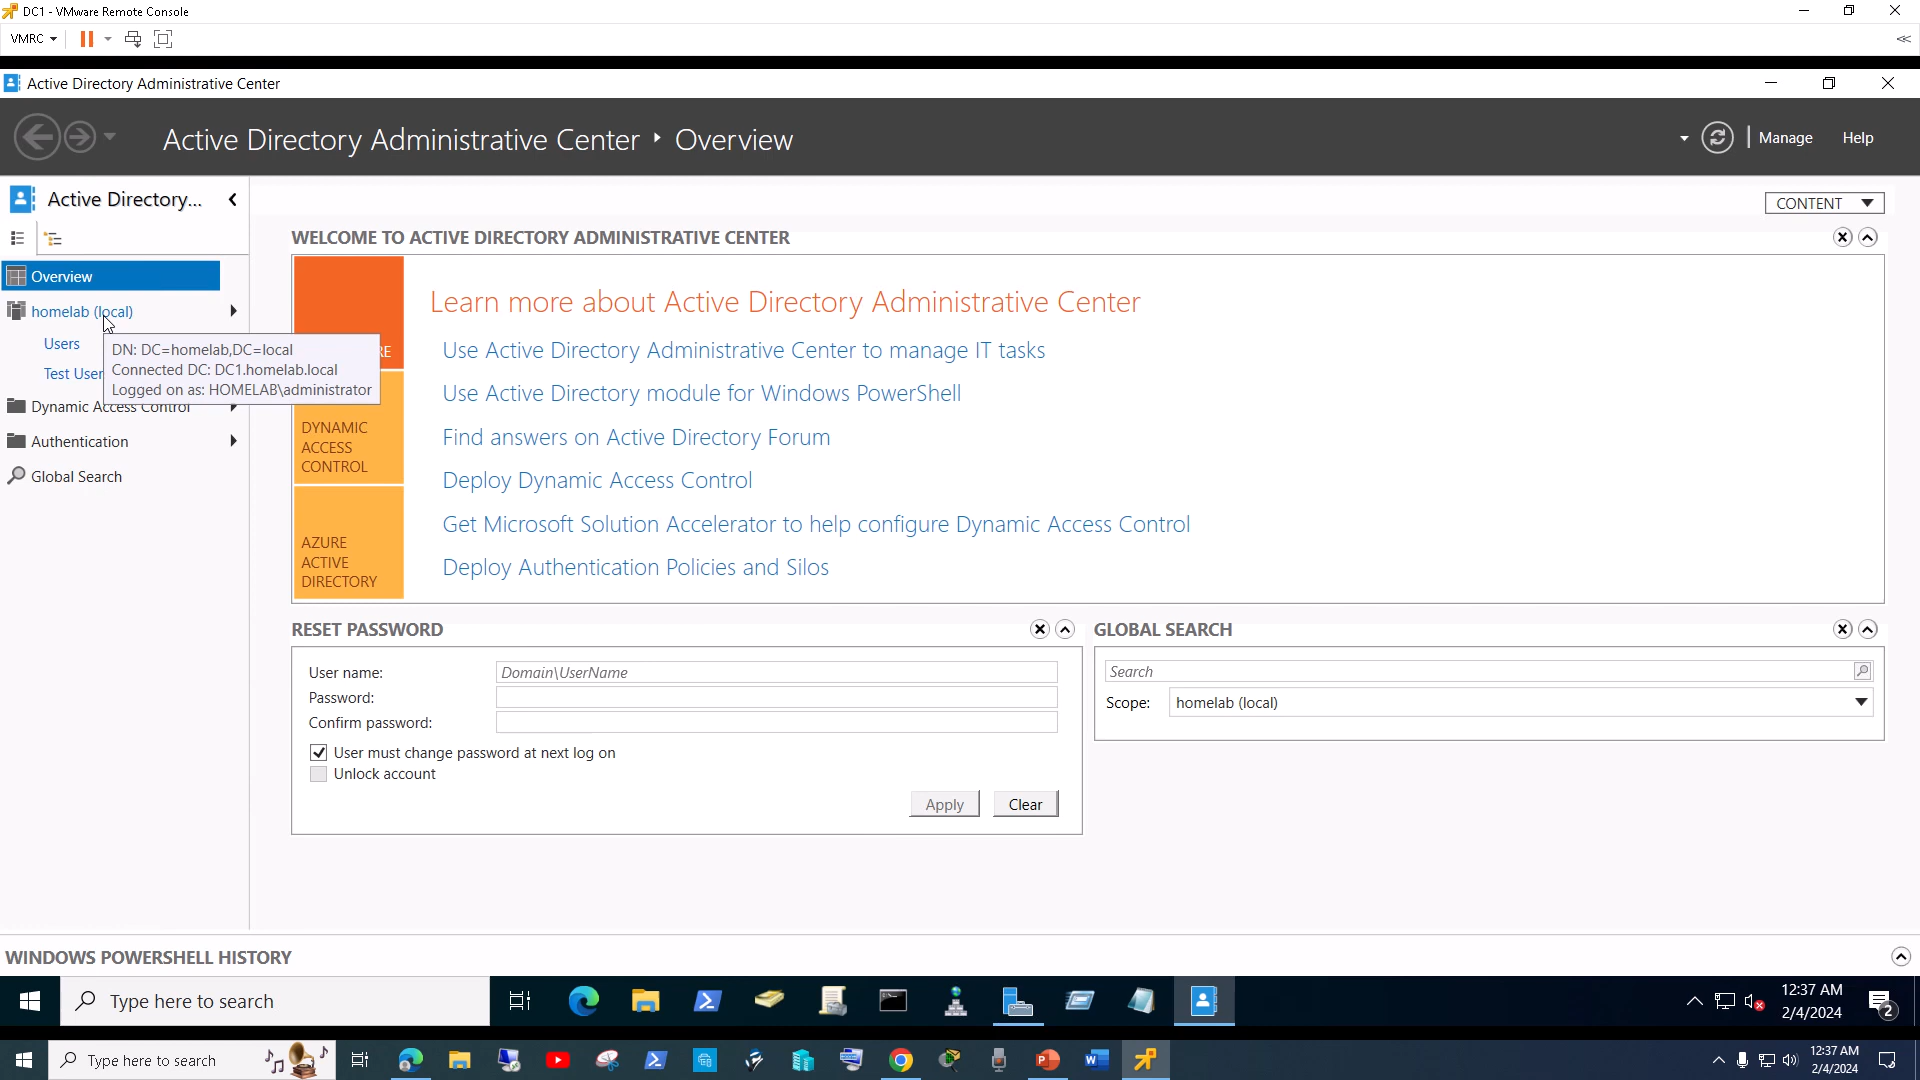 DC1 - VMware Remote Console
VMRC
Active Directory Administrative Center
Active Directory Administrative Center ‣ Overview
Manage
Help
Active Directory...
CONTENT
WELCOME TO ACTIVE DIRECTORY ADMINISTRATIVE CENTER
Overview
homelab (local)
Users
Test User
DN: DC=homelab,DC=local
Connected DC: DC1.homelab.local
Logged on as: HOMELAB\administrator
Dynamic Access Control
Authentication
Global Search
RE
DYNAMIC
ACCESS
CONTROL
AZURE
ACTIVE
DIRECTORY
Learn more about Active Directory Administrative Center
Use Active Directory Administrative Center to manage IT tasks
Use Active Directory module for Windows PowerShell
Find answers on Active Directory Forum
Deploy Dynamic Access Control
Get Microsoft Solution Accelerator to help configure Dynamic Access Control
Deploy Authentication Policies and Silos
RESET PASSWORD
User name:
Domain\UserName
Password:
Confirm password:
User must change password at next log on
Unlock account
Apply
Clear
GLOBAL SEARCH
Search
Scope:
homelab (local)
WINDOWS POWERSHELL HISTORY
Type here to search
12:37 AM
2/4/2024
2
Type here to search
12:37 AM
2/4/2024